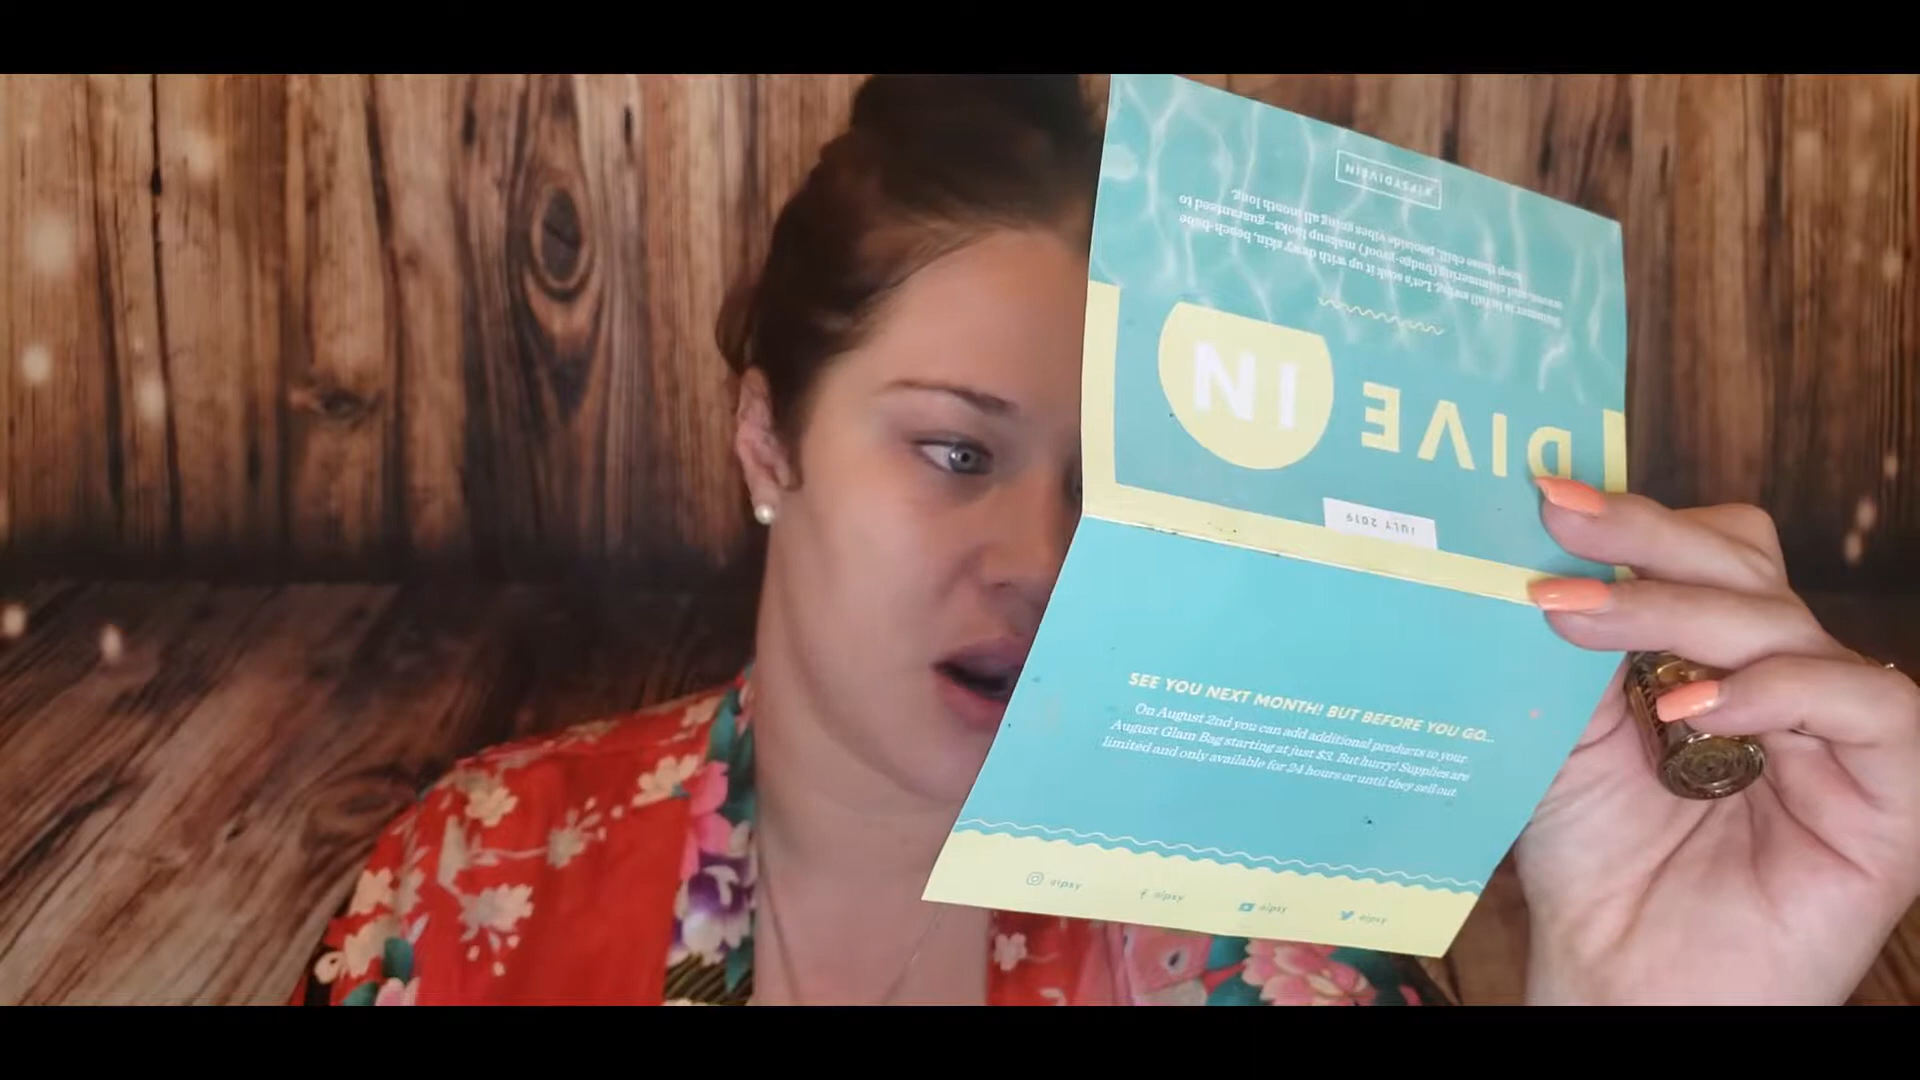 #IPSYDIVEIN
Summer is in full swing. Let's soak it up with dewy skin, beach-babe
waves, and shimmering (fudge-proof) makeup looks—guaranteed to
keep those chill, poolside vibes going all month long.
DIVE IN
JULY 2019
SEE YOU NEXT MONTH! BUT BEFORE YOU GO...
On August 2nd you can add additional products to your
August Glam Bag starting at just $3. But hurry! Supplies are
limited and only available for 24 hours or until they sell out.
@ipsy @ipsy @ipsy @ipsy